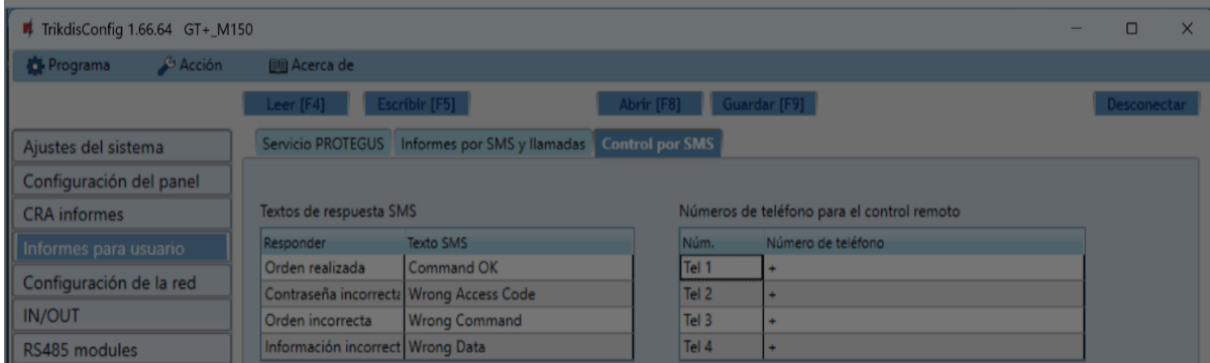 TrikdisConfig 1.66.64 GT+_M150
Programa Acción Acerca de
Leer [F4] Escribir [F5] Abrir [F8] Guardar [F9] Desconectar
Ajustes del sistema
Configuración del panel
CRA informes
Informes para usuario
Configuración de la red
IN/OUT
RS485 modules
Servicio PROTEGUS Informes por SMS y llamadas Control por SMS
Textos de respuesta SMS
Responder Texto SMS
Orden realizada Command OK
Contraseña incorrecta Wrong Access Code
Orden incorrecta Wrong Command
Información incorrect Wrong Data
Números de teléfono para el control remoto
Núm. Número de teléfono
Tel 1 +
Tel 2 +
Tel 3 +
Tel 4 +